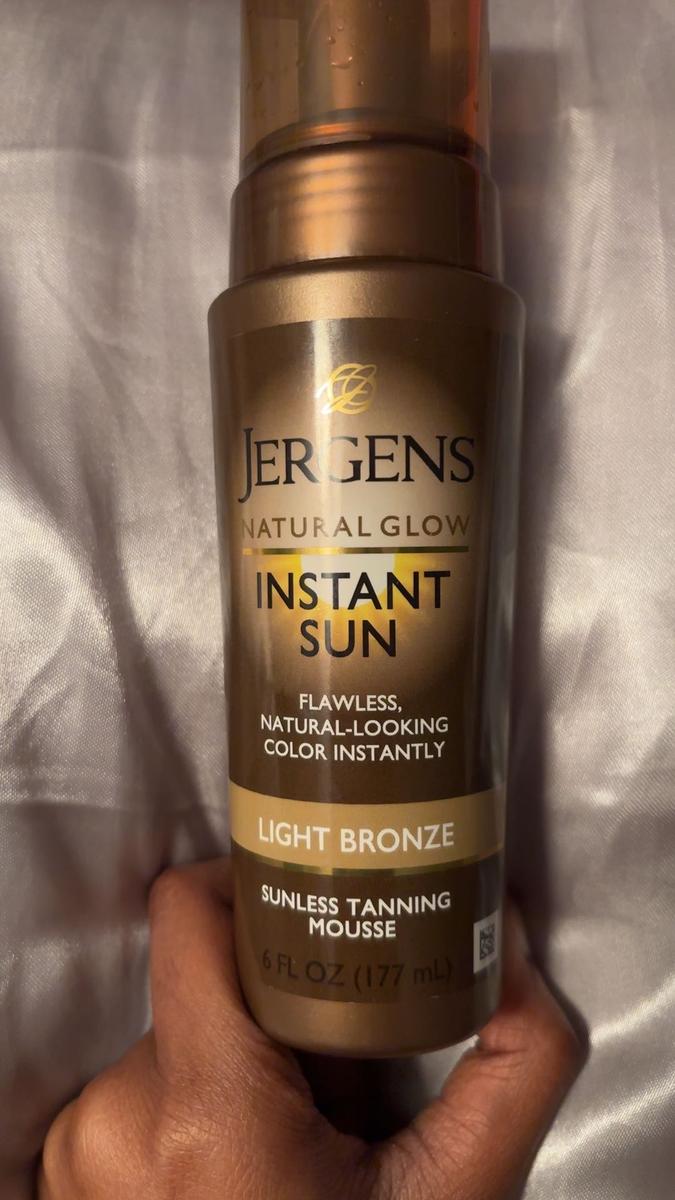 JERGENS
NATURAL GLOW
INSTANT
SUN
FLAWLESS,
NATURAL-LOOKING
COLOR INSTANTLY
LIGHT BRONZE
SUNLESS TANNING
MOUSSE
6 FL OZ (177 mL)